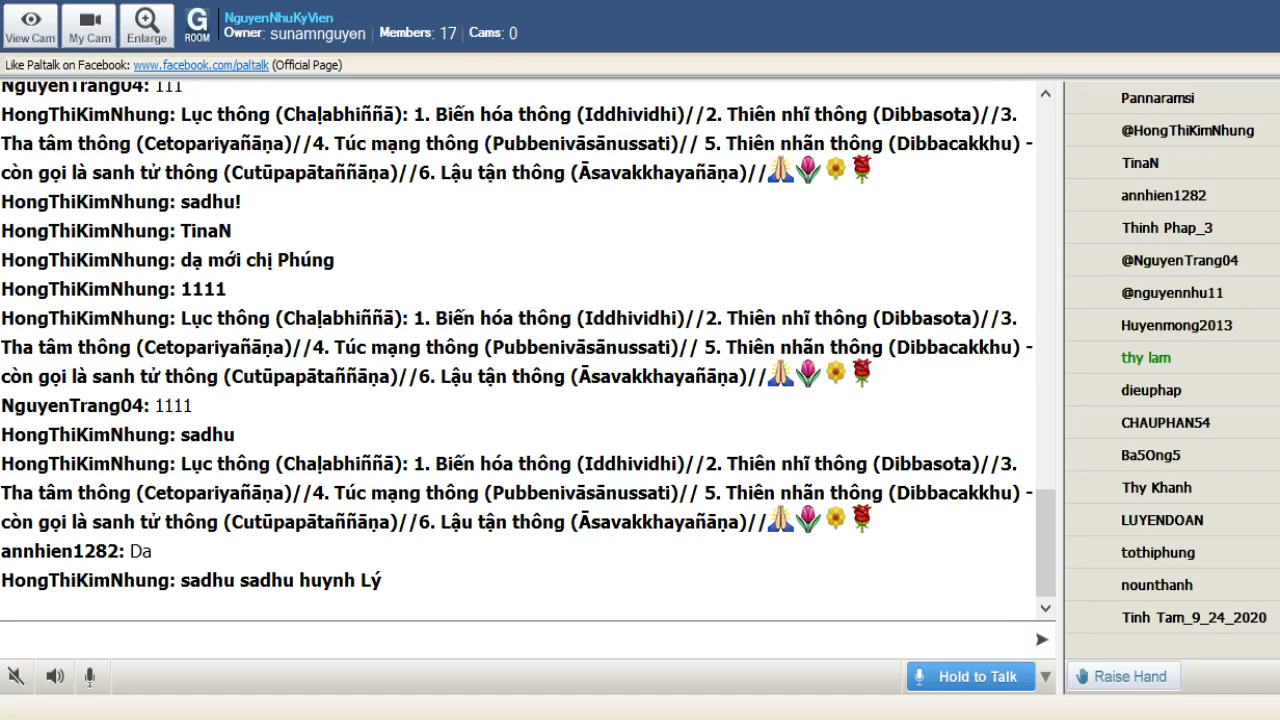 View Cam
My Cam
Enlarge
G
ROOM
NguyenNhuKyVien
Owner: sunamnguyen | Members: 17 | Cams: 0
Like Paltalk on Facebook: www.facebook.com/paltalk (Official Page)
NguyenTrang04: 111
HongThiKimNhung: Lục thông (Chaḷabhiññā): 1. Biến hóa thông (Iddhividhi)//2. Thiên nhĩ thông (Dibbasota)//3.
Tha tâm thông (Cetopariyañāṇa)//4. Túc mạng thông (Pubbenivāsānussati)// 5. Thiên nhãn thông (Dibbacakkhu) -
còn gọi là sanh tử thông (Cutūpapātaññāṇa)//6. Lậu tận thông (Āsavakkhayañāṇa)//🙏🌷🌼🌹
HongThiKimNhung: sadhu!
HongThiKimNhung: TinaN
HongThiKimNhung: dạ mới chị Phúng
HongThiKimNhung: 1111
HongThiKimNhung: Lục thông (Chaḷabhiññā): 1. Biến hóa thông (Iddhividhi)//2. Thiên nhĩ thông (Dibbasota)//3.
Tha tâm thông (Cetopariyañāṇa)//4. Túc mạng thông (Pubbenivāsānussati)// 5. Thiên nhãn thông (Dibbacakkhu) -
còn gọi là sanh tử thông (Cutūpapātaññāṇa)//6. Lậu tận thông (Āsavakkhayañāṇa)//🙏🌷🌼🌹
NguyenTrang04: 1111
HongThiKimNhung: sadhu
HongThiKimNhung: Lục thông (Chaḷabhiññā): 1. Biến hóa thông (Iddhividhi)//2. Thiên nhĩ thông (Dibbasota)//3.
Tha tâm thông (Cetopariyañāṇa)//4. Túc mạng thông (Pubbenivāsānussati)// 5. Thiên nhãn thông (Dibbacakkhu) -
còn gọi là sanh tử thông (Cutūpapātaññāṇa)//6. Lậu tận thông (Āsavakkhayañāṇa)//🙏🌷🌼🌹
annhien1282: Da
HongThiKimNhung: sadhu sadhu huynh Lý
Hold to Talk
Pannaramsi
@HongThiKimNhung
TinaN
annhien1282
Thinh Phap_3
@NguyenTrang04
@nguyennhu11
Huyenmong2013
thy lam
dieuphap
CHAUPHAN54
Ba5Ong5
Thy Khanh
LUYENDOAN
tothiphung
nounthanh
Tinh Tam_9_24_2020
Raise Hand